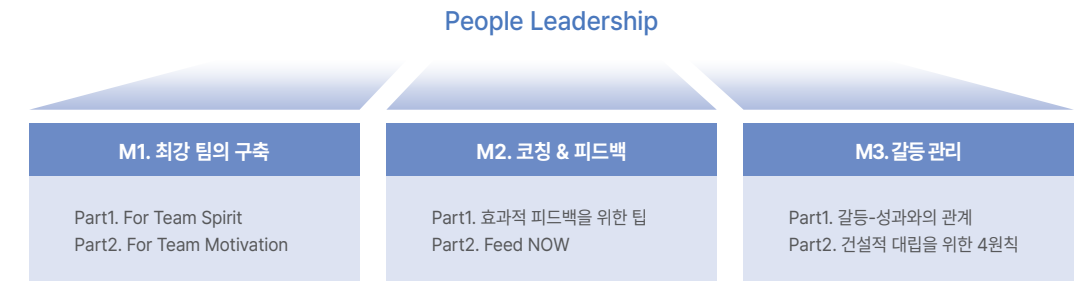 People Leadership
M1. 최강 팀의 구축
Part1. For Team Spirit
Part2. For Team Motivation
M2. 코칭 & 피드백
Part1. 효과적 피드백을 위한 팁
Part2. Feed NOW
M3. 갈등 관리
Part1. 갈등-성과와의 관계
Part2. 건설적 대립을 위한 4원칙